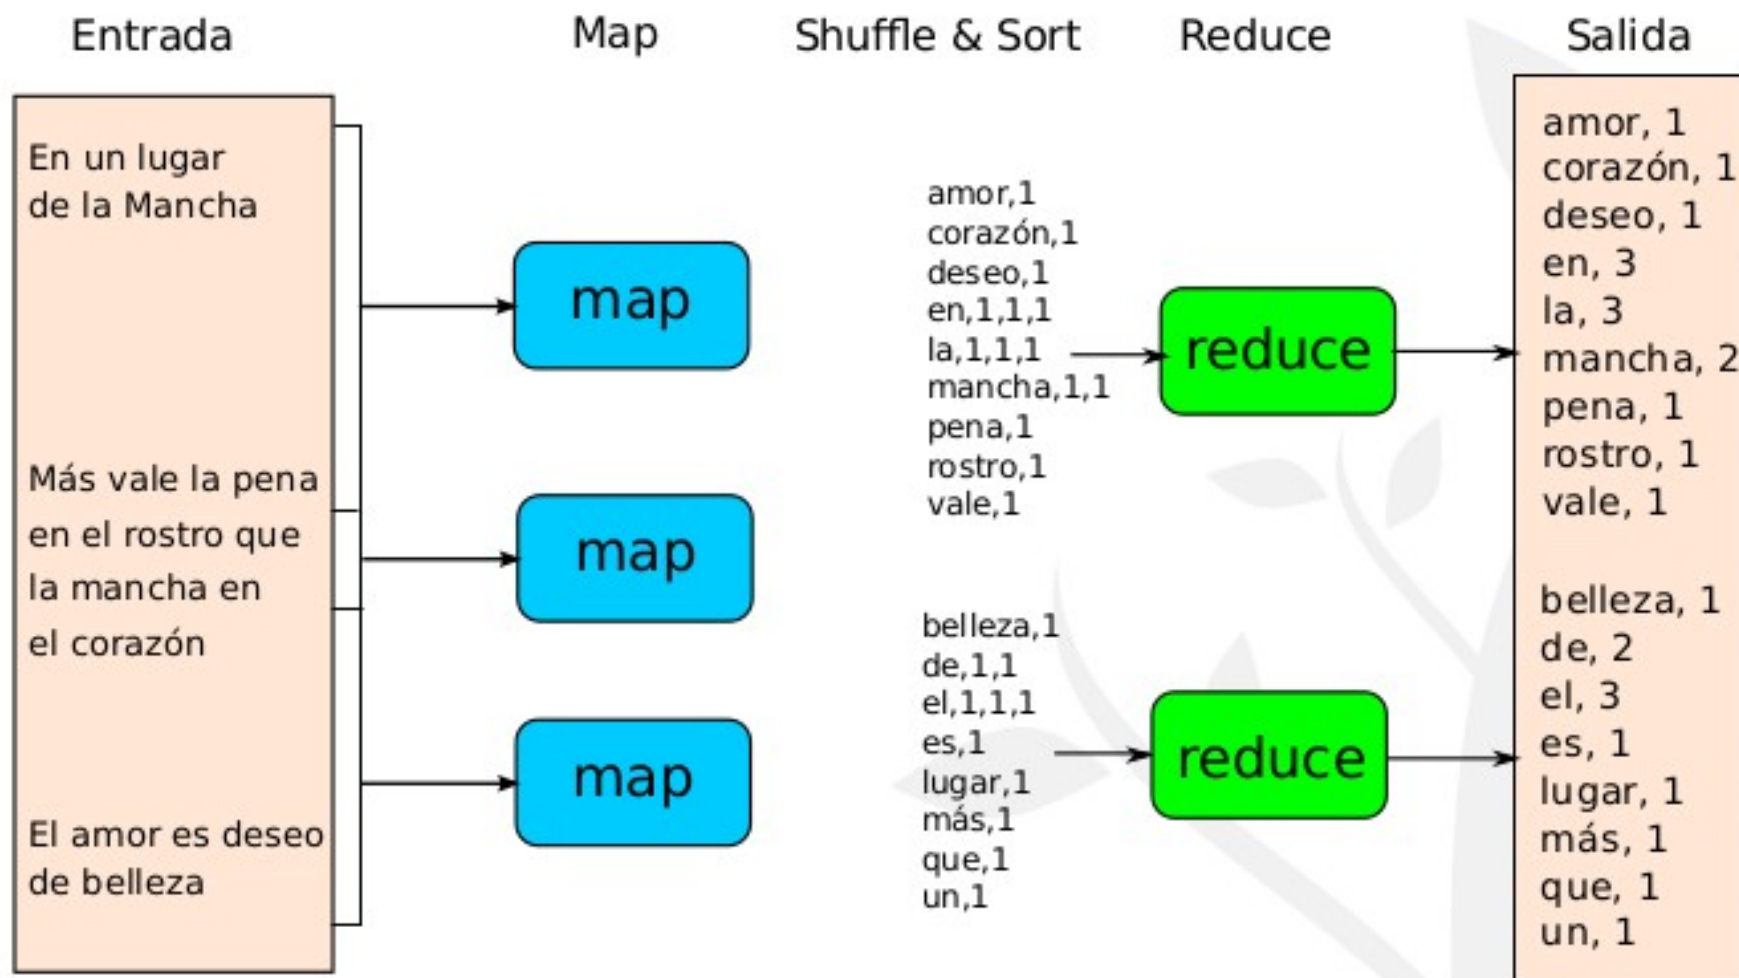 Entrada
Map
Shuffle & Sort
Reduce
Salida
En un lugar
de la Mancha
Más vale la pena
en el rostro que
la mancha en
el corazón
El amor es deseo
de belleza
map
map
map
amor,1
corazón,1
deseo,1
en,1,1,1
la,1,1,1
mancha,1,1
pena,1
rostro,1
vale,1
belleza,1
de,1,1
el,1,1,1
es,1
lugar,1
más,1
que,1
un,1
reduce
reduce
amor, 1
corazón, 1
deseo, 1
en, 3
la, 3
mancha, 2
pena, 1
rostro, 1
vale, 1
belleza, 1
de, 2
el, 3
es, 1
lugar, 1
más, 1
que, 1
un, 1